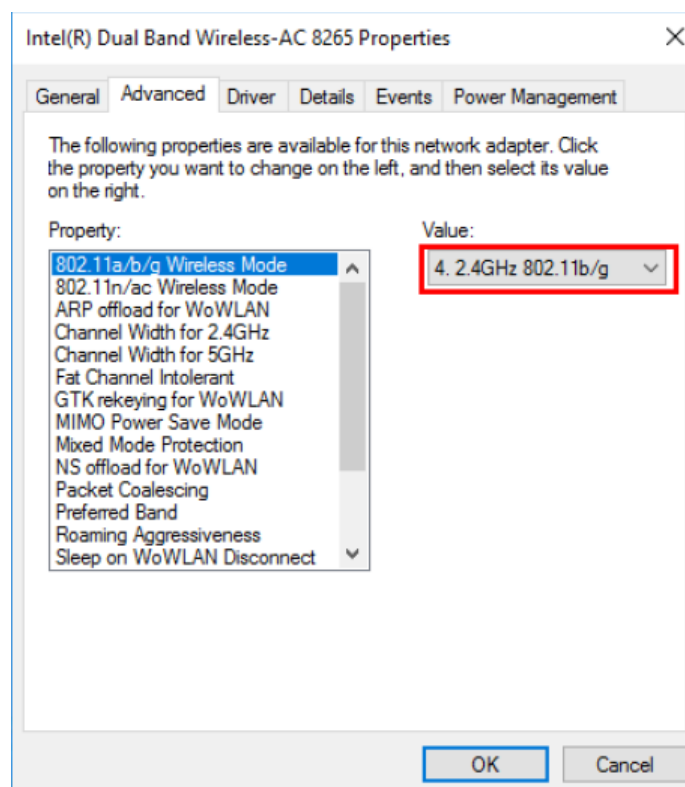 Intel(R) Dual Band Wireless-AC 8265 Properties
General Advanced Driver Details Events Power Management
The following properties are available for this network adapter. Click
the property you want to change on the left, and then select its value
on the right.
Property:
Value:
802.11a/b/g Wireless Mode
4. 2.4GHz 802.11b/g
802.11n/ac Wireless Mode
ARP offload for WoWLAN
Channel Width for 2.4GHz
Channel Width for 5GHz
Fat Channel Intolerant
GTK rekeying for WoWLAN
MIMO Power Save Mode
Mixed Mode Protection
NS offload for WoWLAN
Packet Coalescing
Preferred Band
Roaming Aggressiveness
Sleep on WoWLAN Disconnect
OK
Cancel